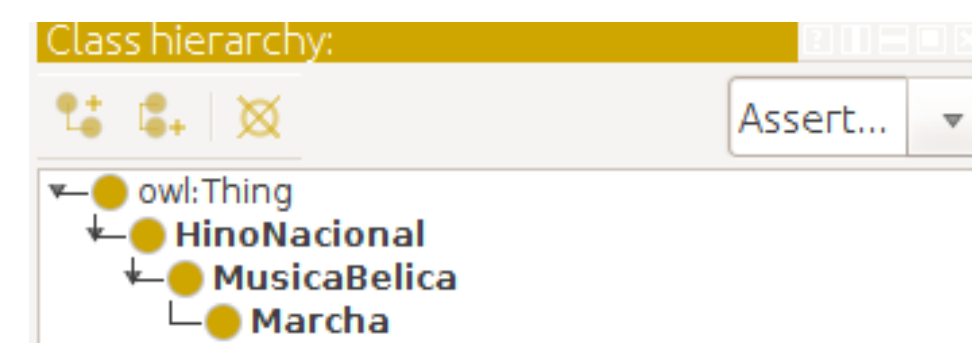 Class hierarchy:
Assert...
owl:Thing
HinoNacional
MusicaBelica
Marcha